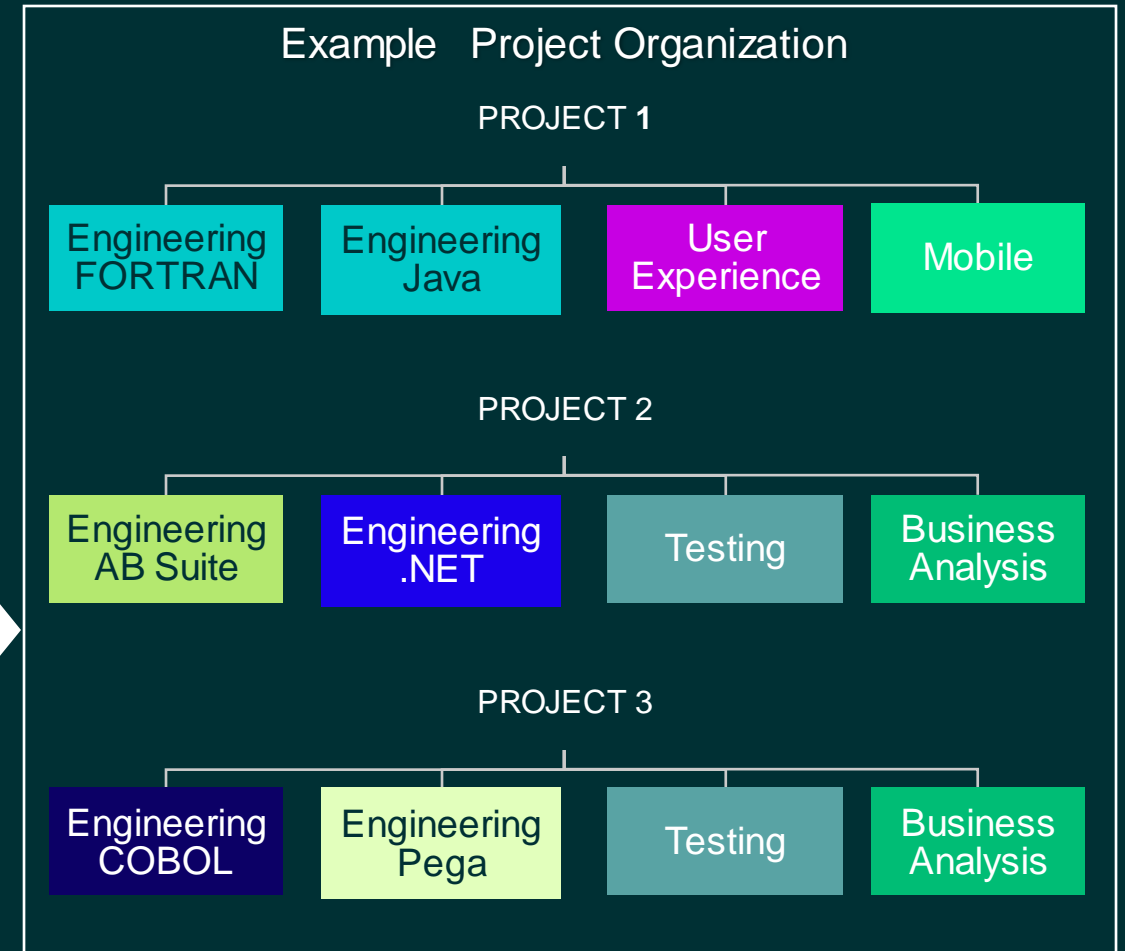 Example Project Organization
PROJECT 1
Engineering
FORTRAN
Engineering
Java
User
Experience
Mobile
PROJECT 2
Engineering
AB Suite
Engineering
.NET
Testing
Business
Analysis
PROJECT 3
Engineering
COBOL
Engineering
Pega
Testing
Business
Analysis